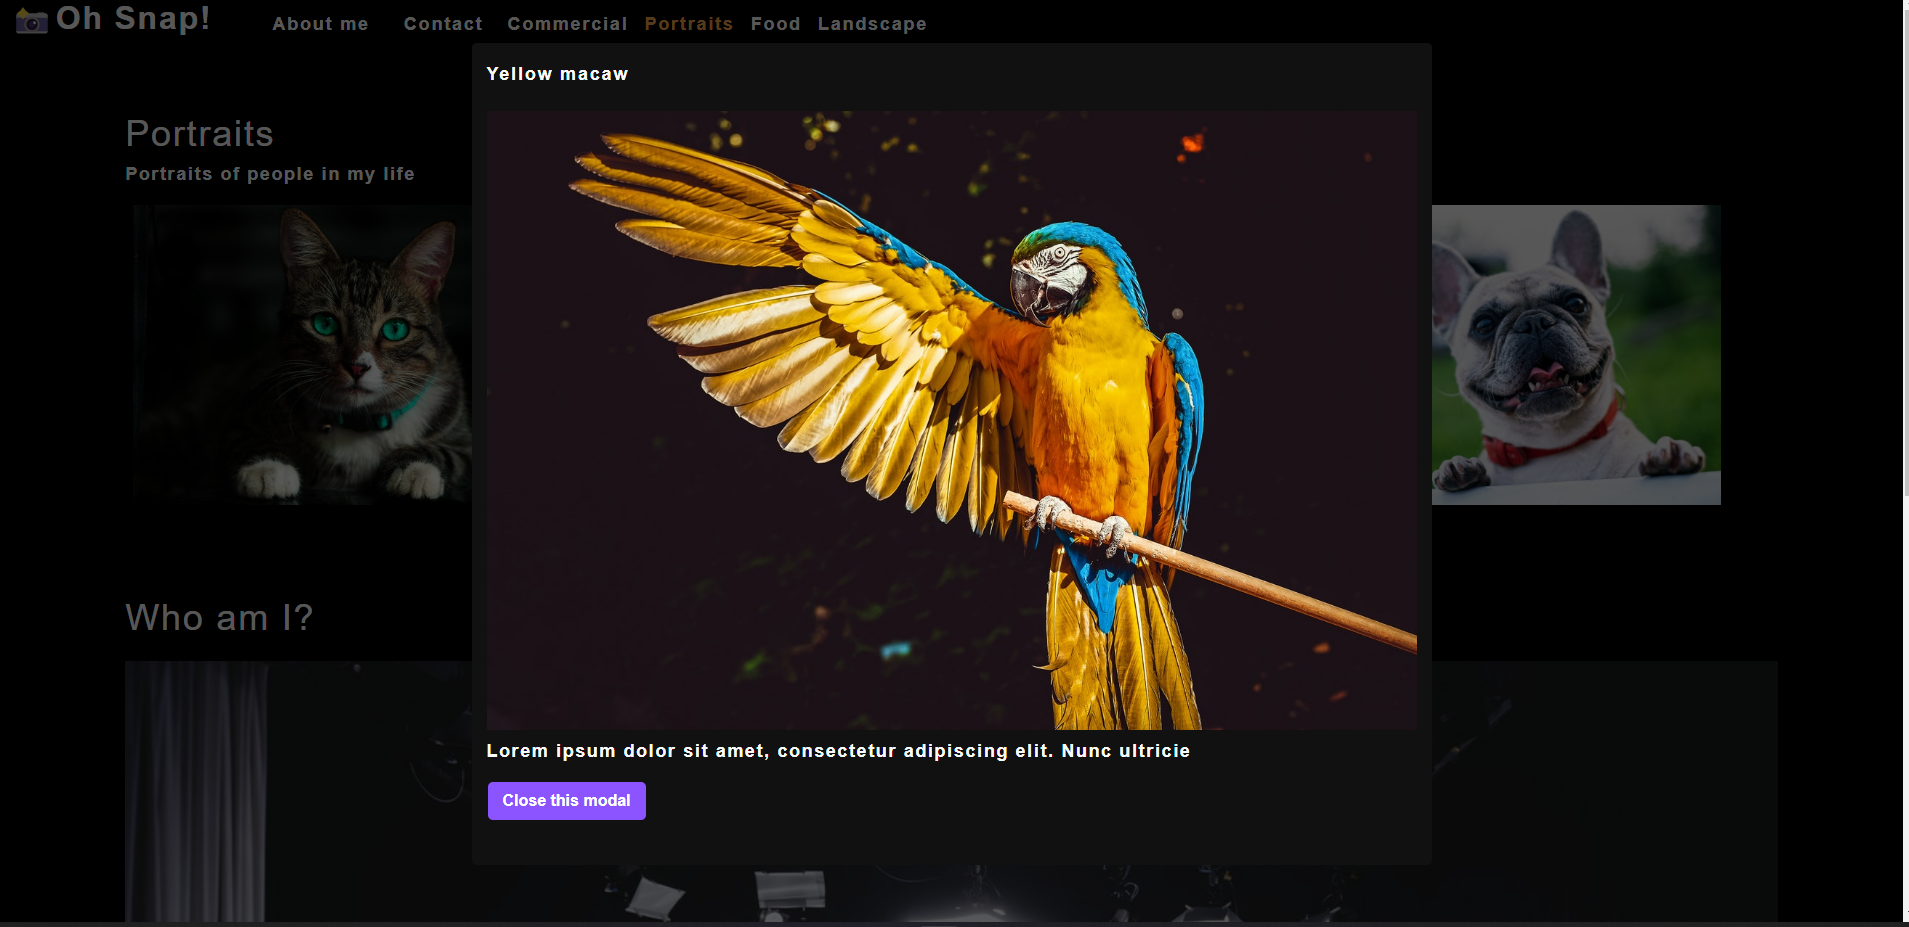 Oh Snap!
About me Contact Commercial Portraits Food Landscape
Yellow macaw
Portraits
Portraits of people in my life
Who am I?
Lorem ipsum dolor sit amet, consectetur adipiscing elit. Nunc ultricie
Close this modal